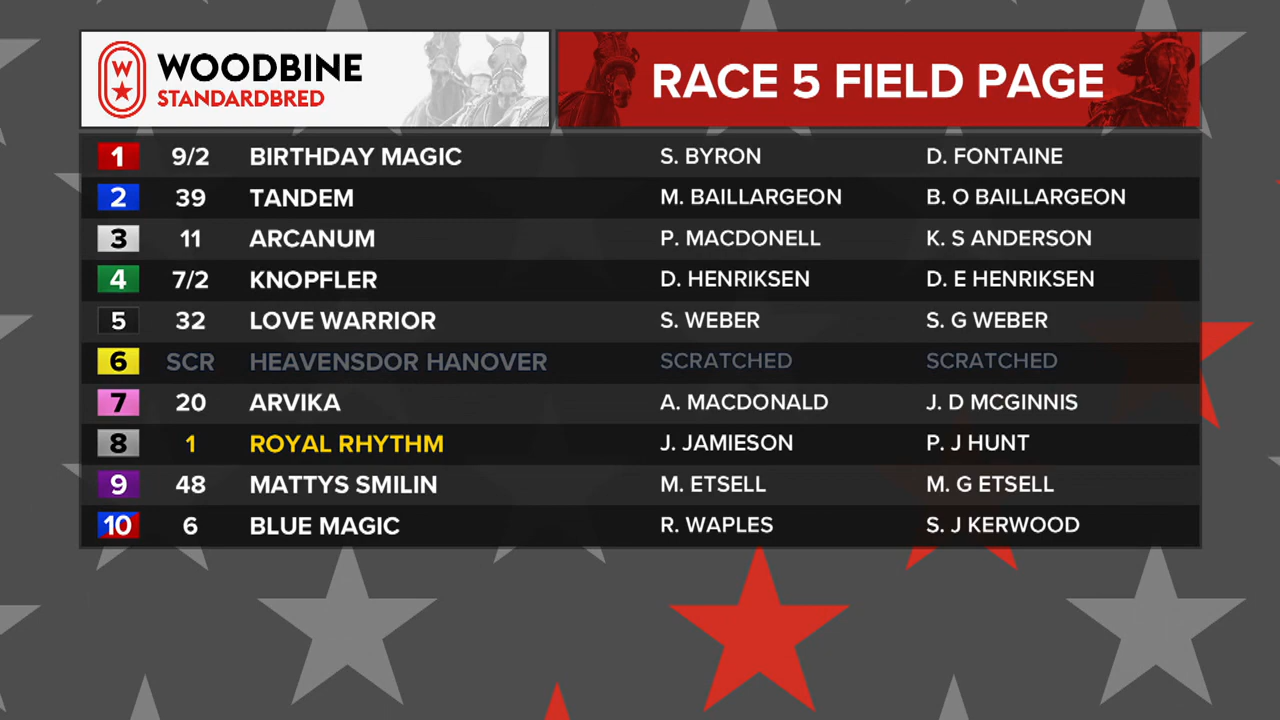 W
WOODBINE
STANDARDBRED
RACE 5 FIELD PAGE
1 9/2 BIRTHDAY MAGIC S. BYRON D. FONTAINE
2 39 TANDEM M. BAILLARGEON B. O BAILLARGEON
3 11 ARCANUM P. MACDONELL K. S ANDERSON
4 7/2 KNOPFLER D. HENRIKSEN D. E HENRIKSEN
5 32 LOVE WARRIOR S. WEBER S. G WEBER
6 SCR HEAVENSDOR HANOVER SCRATCHED SCRATCHED
7 20 ARVIKA A. MACDONALD J. D MCGINNIS
8 1 ROYAL RHYTHM J. JAMIESON P. J HUNT
9 48 MATTYS SMILIN M. ETSELL M. G ETSELL
10 6 BLUE MAGIC R. WAPLES S. J KERWOOD